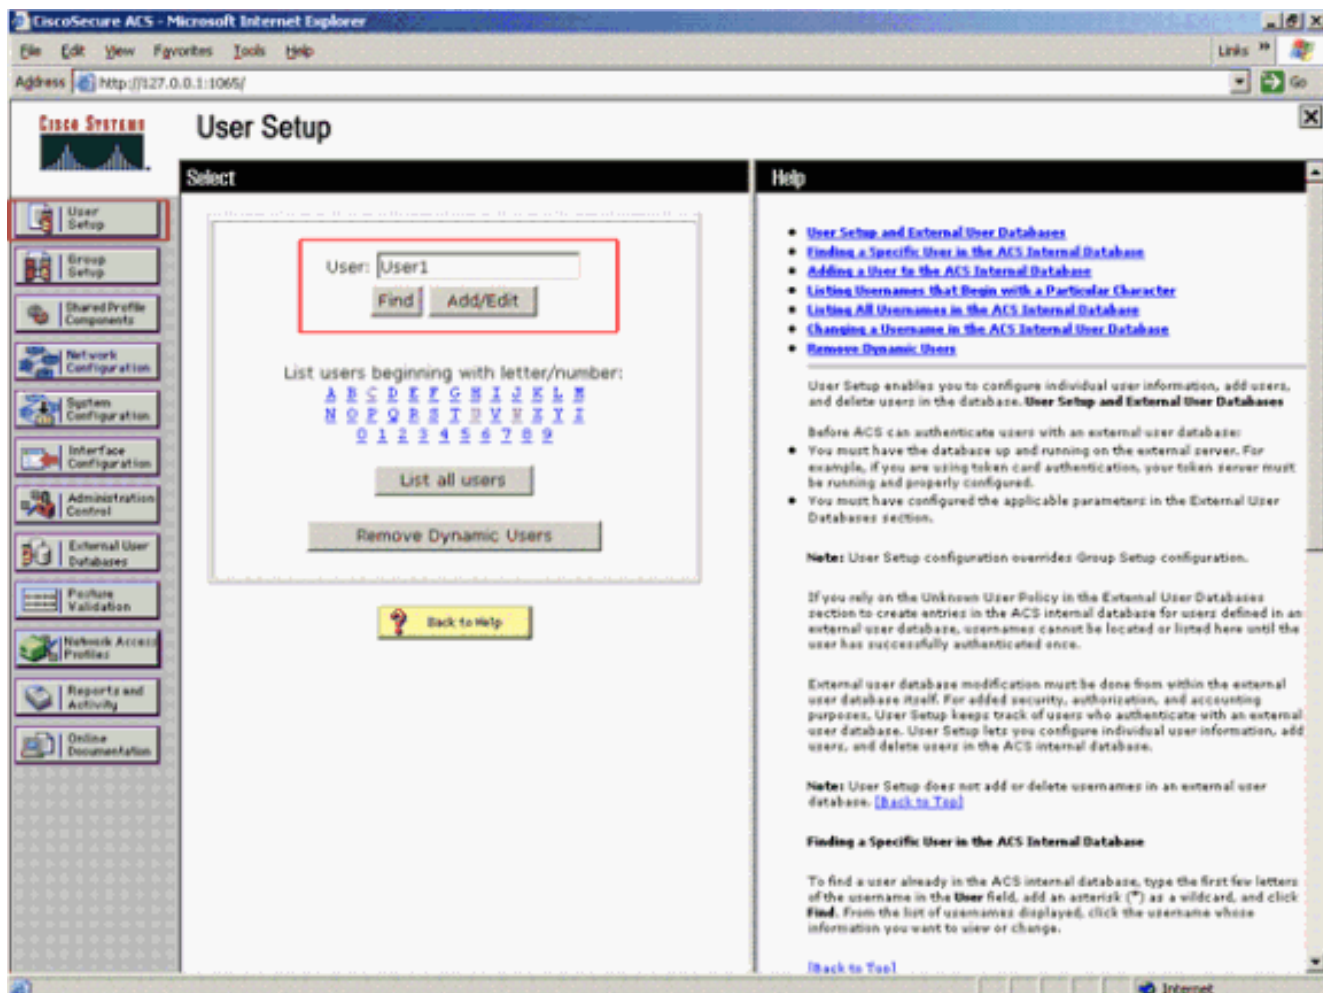 CiscoSecure ACS - Microsoft Internet Explorer
File Edit View Favorites Tools Help
Links »
Address http://127.0.0.1:1065/
Go
CISCO SYSTEMS
User Setup
Select
Help
User Setup
Group Setup
Shared Profile Components
Network Configuration
System Configuration
Interface Configuration
Administration Control
External User Databases
Posture Validation
Network Access Profiles
Reports and Activity
Online Documentation
User: User1
Find Add/Edit
List users beginning with letter/number:
A B C D E F G H I J K L M
N O P Q R S T U V W X Y Z
0 1 2 3 4 5 6 7 8 9
List all users
Remove Dynamic Users
? Back to Help
• User Setup and External User Databases
• Finding a Specific User in the ACS Internal Database
• Adding a User to the ACS Internal Database
• Listing Usernames that Begin with a Particular Character
• Listing All Usernames in the ACS Internal Database
• Changing a Username in the ACS Internal User Database
• Remove Dynamic Users
User Setup enables you to configure individual user information, add users,
and delete users in the database. User Setup and External User Databases
Before ACS can authenticate users with an external user database:
• You must have the database up and running on the external server. For
example, if you are using token card authentication, your token server must
be running and properly configured.
• You must have configured the applicable parameters in the External User
Databases section.
Note: User Setup configuration overrides Group Setup configuration.
If you rely on the Unknown User Policy in the External User Databases
section to create entries in the ACS internal database for users defined in an
external user database, usernames cannot be located or listed here until the
user has successfully authenticated once.
External user database modification must be done from within the external
user database itself. For added security, authorization, and accounting
purposes, User Setup keeps track of users who authenticate with an external
user database. User Setup lets you configure individual user information, add
users, and delete users in the ACS internal database.
Note: User Setup does not add or delete usernames in an external user
database. [Back to Top]
Finding a Specific User in the ACS Internal Database
To find a user already in the ACS internal database, type the first few letters
of the username in the User field, add an asterisk (*) as a wildcard, and click
Find. From the list of usernames displayed, click the username whose
information you want to view or change.
[Back to Top]
Internet